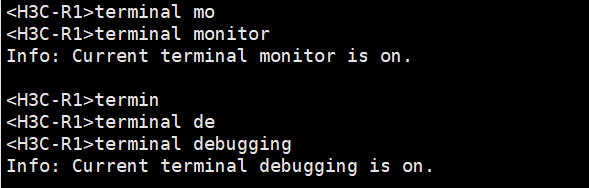 <H3C-R1>terminal mo
<H3C-R1>terminal monitor
Info: Current terminal monitor is on.
<H3C-R1>termin
<H3C-R1>terminal de
<H3C-R1>terminal debugging
Info: Current terminal debugging is on.